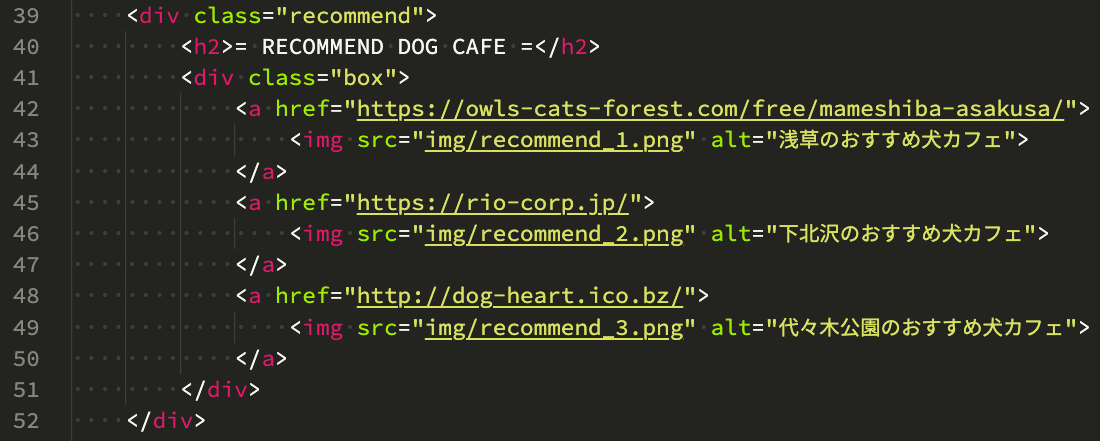 39 <div class="recommend">
40 <h2>= RECOMMEND DOG CAFE =</h2>
41 <div class="box">
42 <a href="https://owls-cats-forest.com/free/mameshiba-asakusa/">
43 <img src="img/recommend_1.png" alt="浅草のおすすめ犬カフェ">
44 </a>
45 <a href="https://rio-corp.jp/">
46 <img src="img/recommend_2.png" alt="下北沢のおすすめ犬カフェ">
47 </a>
48 <a href="http://dog-heart.ico.bz/">
49 <img src="img/recommend_3.png" alt="代々木公園のおすすめ犬カフェ">
50 </a>
51 </div>
52 </div>